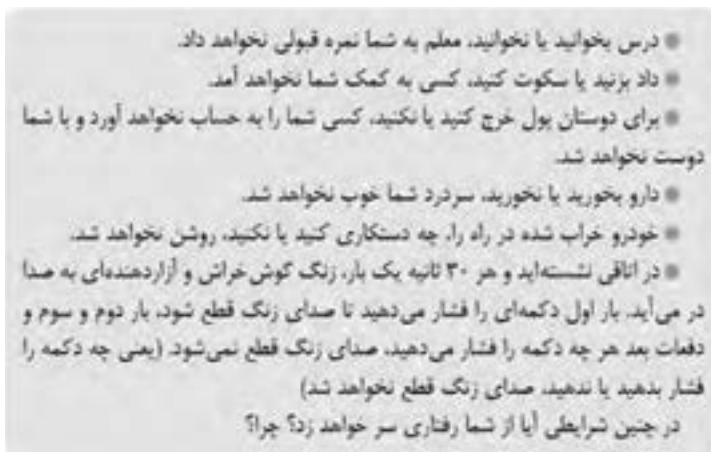 ● درس بخوانید یا نخوانید، معلم به شما نمره قبولی نخواهد داد.
● داد بزنید یا سکوت کنید، کسی به کمک شما نخواهد آمد.
● برای دوستان پول خرج کنید یا نکنید، کسی شما را به حساب نخواهد آورد و با شما
دوست نخواهد شد.
● دارو بخورید یا نخورید، سردرد شما خوب نخواهد شد.
● خودرو خراب شده در راه را، چه دستکاری کنید یا نکنید، روشن نخواهد شد.
● در اتاقی نشسته‌اید و هر ۳۰ ثانیه یک بار، زنگ گوش‌خراش و آزاردهنده‌ای به صدا
در می‌آید. بار اول دکمه‌ای را فشار می‌دهید تا صدای زنگ قطع شود، بار دوم و سوم و
دفعات بعد هر چه دکمه را فشار می‌دهید، صدای زنگ قطع نمی‌شود. (یعنی چه دکمه را
فشار بدهید یا ندهید، صدای زنگ قطع نخواهد شد)
در چنین شرایطی آیا از شما رفتاری سر خواهد زد؟ چرا؟